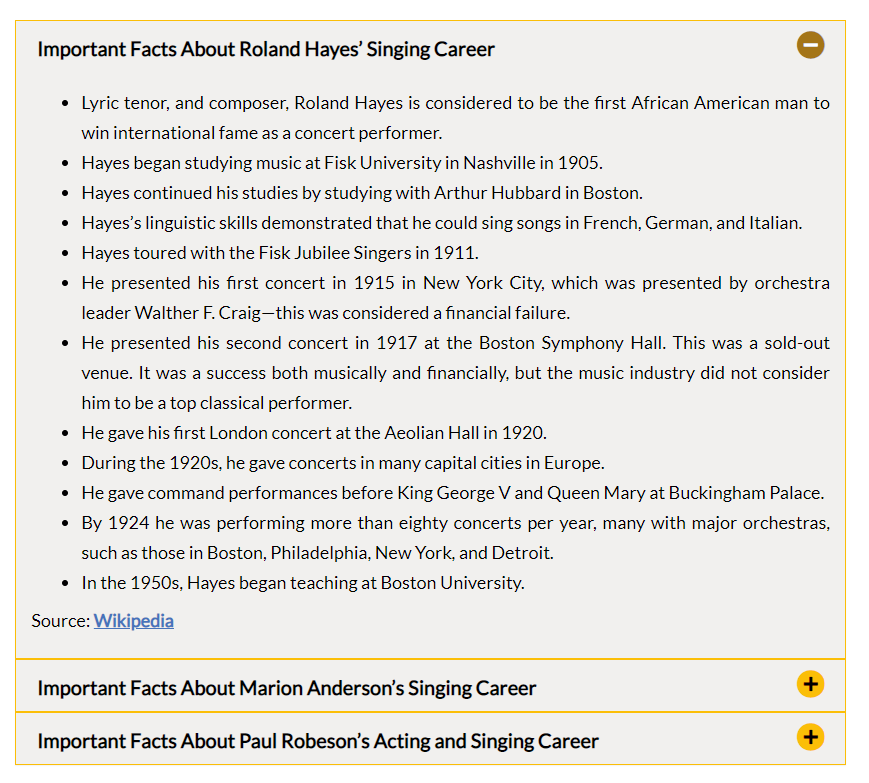 Important Facts About Roland Hayes’ Singing Career
• Lyric tenor, and composer, Roland Hayes is considered to be the first African American man to
win international fame as a concert performer.
• Hayes began studying music at Fisk University in Nashville in 1905.
• Hayes continued his studies by studying with Arthur Hubbard in Boston.
• Hayes’s linguistic skills demonstrated that he could sing songs in French, German, and Italian.
• Hayes toured with the Fisk Jubilee Singers in 1911.
• He presented his first concert in 1915 in New York City, which was presented by orchestra
leader Walther F. Craig—this was considered a financial failure.
• He presented his second concert in 1917 at the Boston Symphony Hall. This was a sold-out
venue. It was a success both musically and financially, but the music industry did not consider
him to be a top classical performer.
• He gave his first London concert at the Aeolian Hall in 1920.
• During the 1920s, he gave concerts in many capital cities in Europe.
• He gave command performances before King George V and Queen Mary at Buckingham Palace.
• By 1924 he was performing more than eighty concerts per year, many with major orchestras,
such as those in Boston, Philadelphia, New York, and Detroit.
• In the 1950s, Hayes began teaching at Boston University.
Source: Wikipedia
Important Facts About Marion Anderson’s Singing Career
Important Facts About Paul Robeson’s Acting and Singing Career